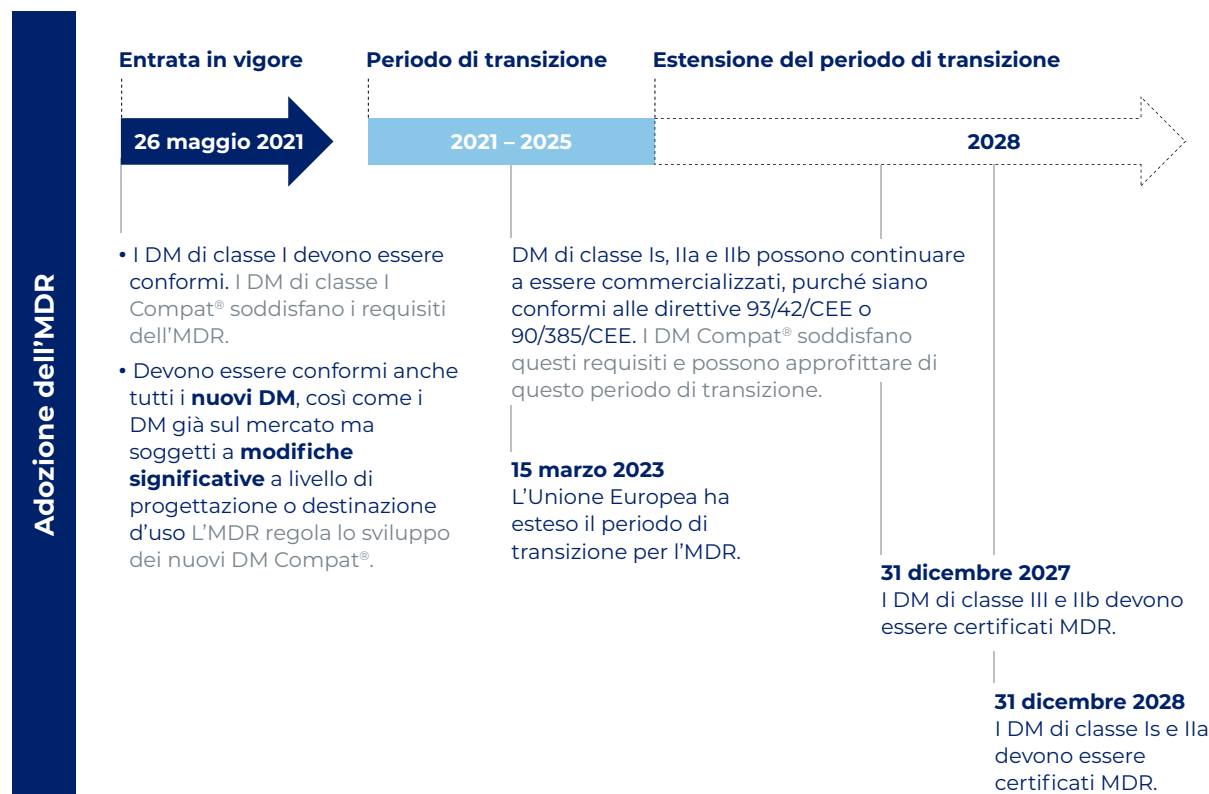 Adozione dell'MDR
Entrata in vigore
Periodo di transizione
Estensione del periodo di transizione
26 maggio 2021
2021 – 2025
2028
• I DM di classe I devono essere
conformi. I DM di classe I
Compat® soddisfano i requisiti
dell'MDR.
• Devono essere conformi anche
tutti i nuovi DM, così come i
DM già sul mercato ma
soggetti a modifiche
significative a livello di
progettazione o destinazione
d'uso L'MDR regola lo sviluppo
dei nuovi DM Compat®.
DM di classe Is, IIa e IIb possono continuare
a essere commercializzati, purché siano
conformi alle direttive 93/42/CEE o
90/385/CEE. I DM Compat® soddisfano
questi requisiti e possono approfittare di
questo periodo di transizione.
15 marzo 2023
L'Unione Europea ha
esteso il periodo di
transizione per l'MDR.
31 dicembre 2027
I DM di classe III e IIb devono
essere certificati MDR.
31 dicembre 2028
I DM di classe Is e IIa
devono essere
certificati MDR.